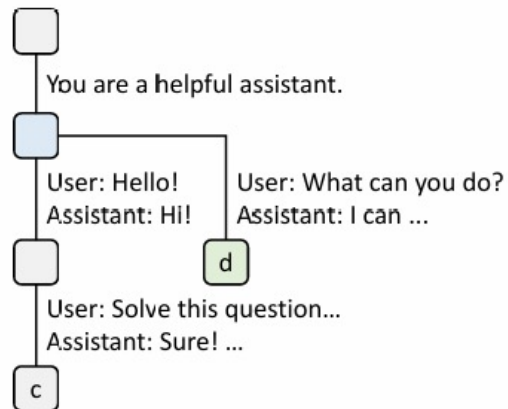 You are a helpful assistant.
User: Hello!
Assistant: Hi!
User: What can you do?
Assistant: I can ...
d
User: Solve this question...
Assistant: Sure! ...
c